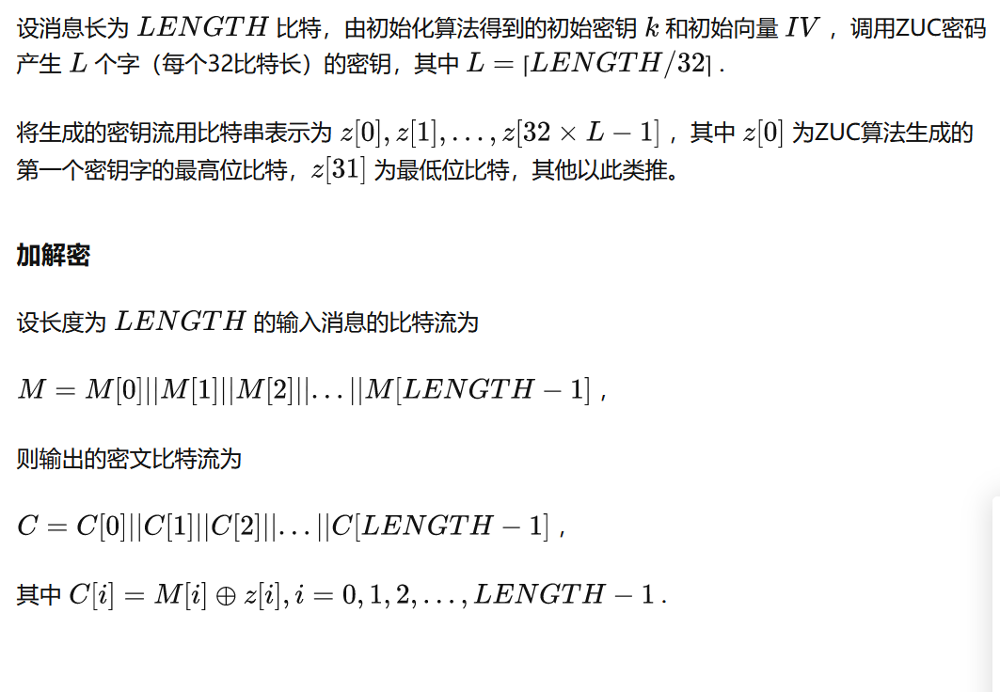 设消息长为 LENGTH 比特，由初始化算法得到的初始密钥 k 和初始向量 IV ，调用ZUC密码
产生 L 个字（每个32比特长）的密钥，其中 L = ⌈LENGTH/32⌉ .
将生成的密钥流用比特串表示为 z[0], z[1], . . . , z[32 × L − 1] ，其中 z[0] 为ZUC算法生成的
第一个密钥字的最高位比特，z[31] 为最低位比特，其他以此类推。
加解密
设长度为 LENGTH 的输入消息的比特流为
M = M[0]||M[1]||M[2]||. . . ||M[LENGTH − 1] ，
则输出的密文比特流为
C = C[0]||C[1]||C[2]||. . . ||C[LENGTH − 1] ，
其中 C[i] = M[i] ⊕ z[i], i = 0, 1, 2, . . . , LENGTH − 1 .